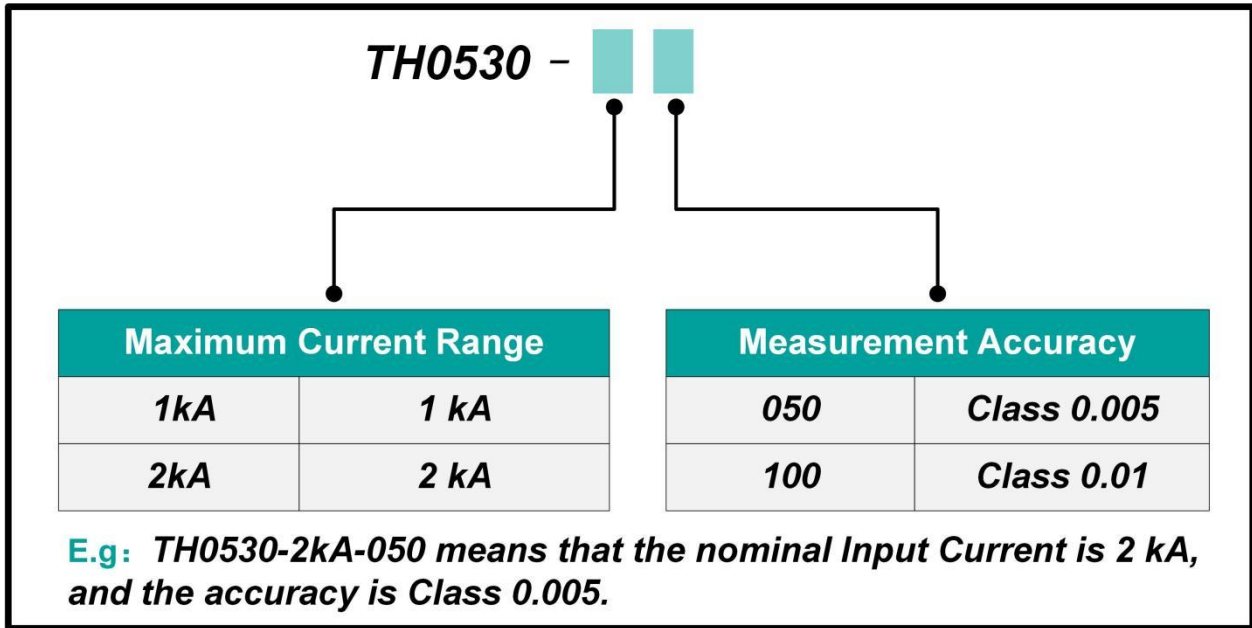 TH0530 –
Maximum Current Range
1kA 1 kA
2kA 2 kA
Measurement Accuracy
050 Class 0.005
100 Class 0.01
E.g：TH0530-2kA-050 means that the nominal Input Current is 2 kA,
and the accuracy is Class 0.005.